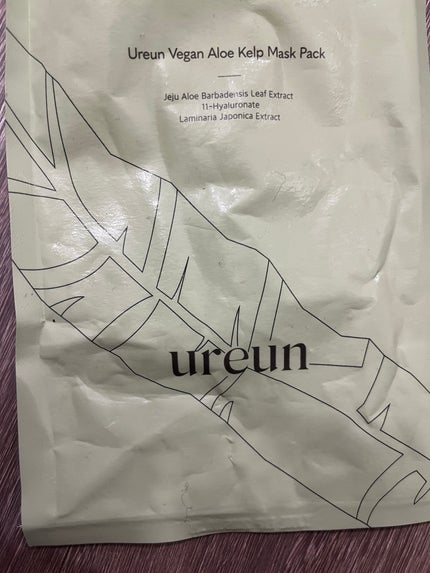 Ureun Vegan Aloe Kelp Mask Pack
Jeju Aloe Barbadensis Leaf Extract
11-Hyaluronate
Laminaria Japonica Extract
ureun